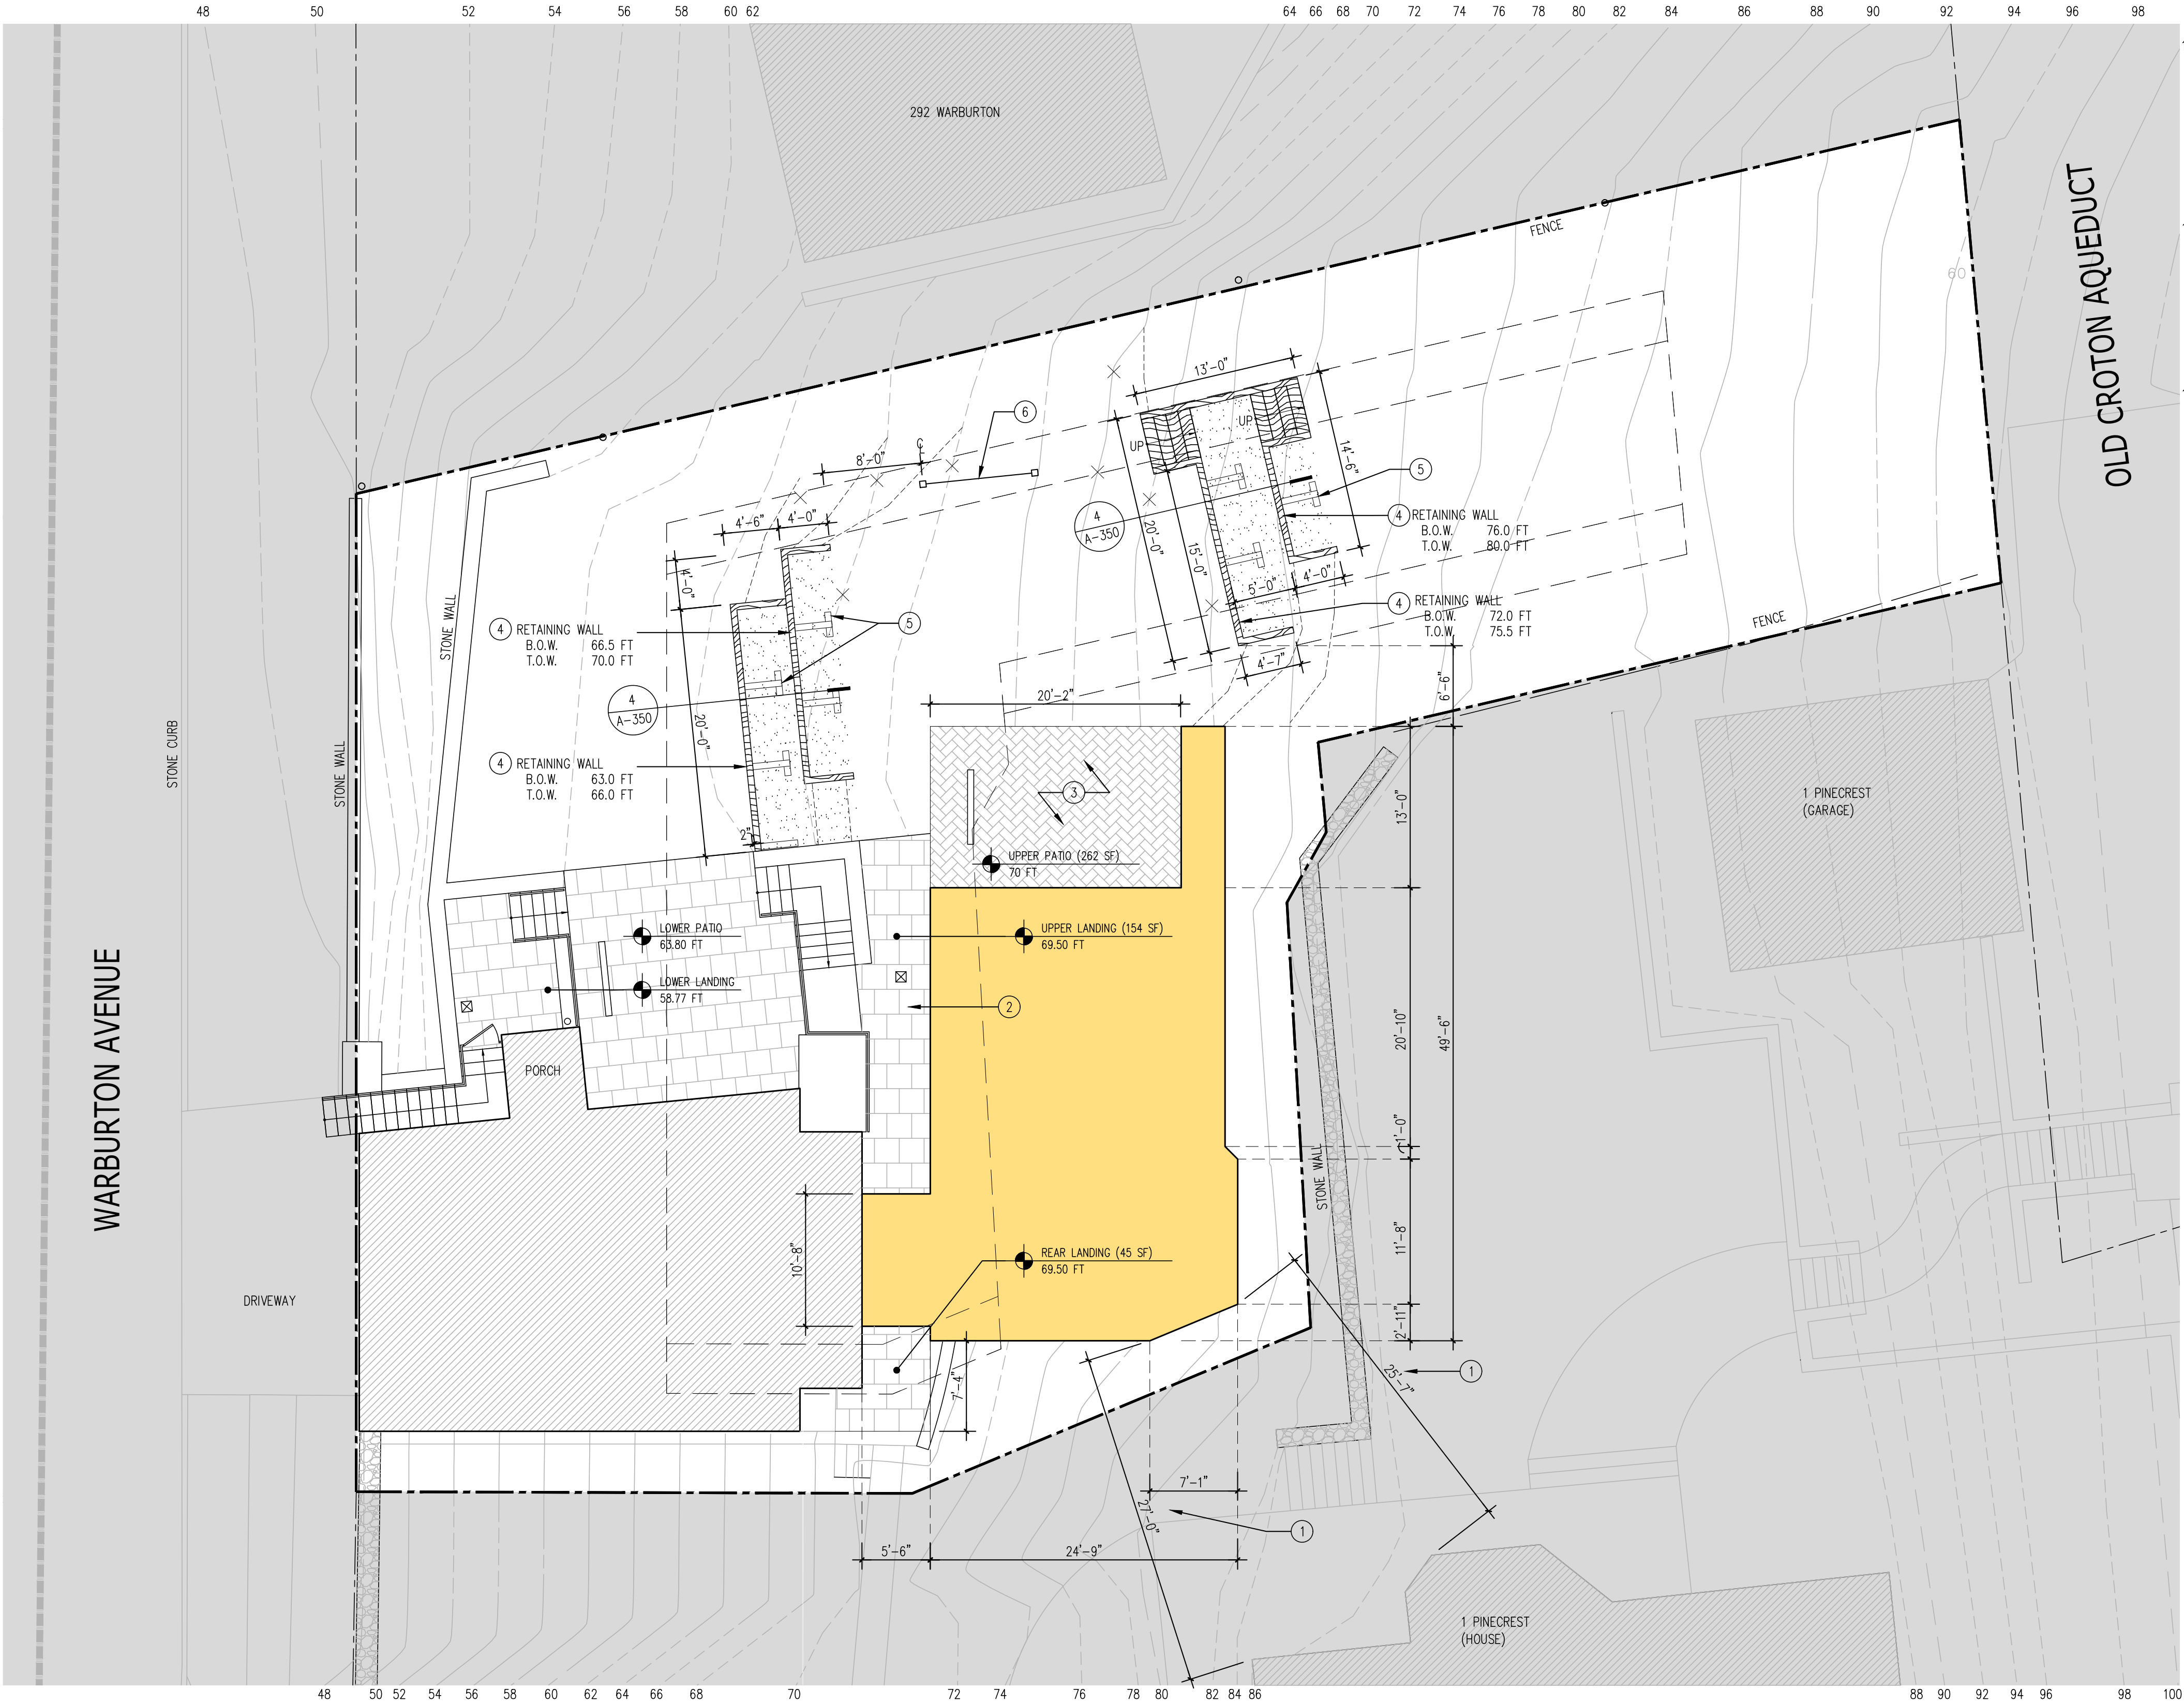 48 50 52 54 56 58 60 62 64 66 68 70 72 74 76 78 80 82 84 86 88 90 92 94 96 98
292 WARBURTON
FENCE
OLD CROTON AQUEDUCT
60
13'-0"
6
℄
8'-0"
UP
UP
14'-6"
5
4
A-350
20'-0"
15'-0"
4 RETAINING WALL
B.O.W. 76.0 FT
T.O.W. 80.0 FT
4'-6"
4'-0"
4'-0"
5'-0"
4'-0"
4 RETAINING WALL
B.O.W. 72.0 FT
T.O.W. 75.5 FT
4'-7"
6'-6"
FENCE
STONE WALL
5
4 RETAINING WALL
B.O.W. 66.5 FT
T.O.W. 70.0 FT
4
A-350
20'-0"
4 RETAINING WALL
B.O.W. 63.0 FT
T.O.W. 66.0 FT
2"
STONE CURB
STONE WALL
20'-2"
3
UPPER PATIO (262 SF)
70 FT
13'-0"
1 PINECREST
(GARAGE)
LOWER PATIO
63.80 FT
LOWER LANDING
58.77 FT
UPPER LANDING (154 SF)
69.50 FT
2
20'-10"
49'-6"
WARBURTON AVENUE
PORCH
1'-0"
STONE WALL
11'-8"
10'-8"
REAR LANDING (45 SF)
69.50 FT
DRIVEWAY
2'-11"
7'-4"
25'-7"
1
7'-1"
27'-0"
1
5'-6"
24'-9"
1 PINECREST
(HOUSE)
48 50 52 54 56 58 60 62 64 66 68 70 72 74 76 78 80 82 84 86 88 90 92 94 96 98 100